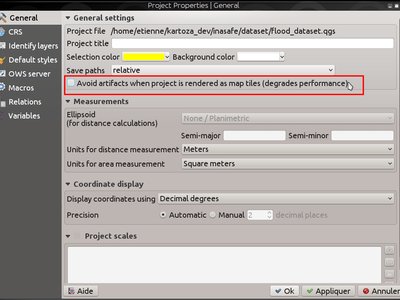 Project Properties | General
General
CRS
Identify layers
Default styles
OWS server
Macros
Relations
Variables
General settings
Project file /home/etienne/kartoza_dev/inasafe/dataset/flood_dataset.qgs
Project title
Selection color Background color
Save paths relative
Avoid artifacts when project is rendered as map tiles (degrades performance)
Measurements
Ellipsoid
(for distance calculations) None / Planimetric
Semi-major Semi-minor
Units for distance measurement Meters
Units for area measurement Square meters
Coordinate display
Display coordinates using Decimal degrees
Precision Automatic Manual 2 decimal places
Project scales
Aide Ok Appliquer Annuler